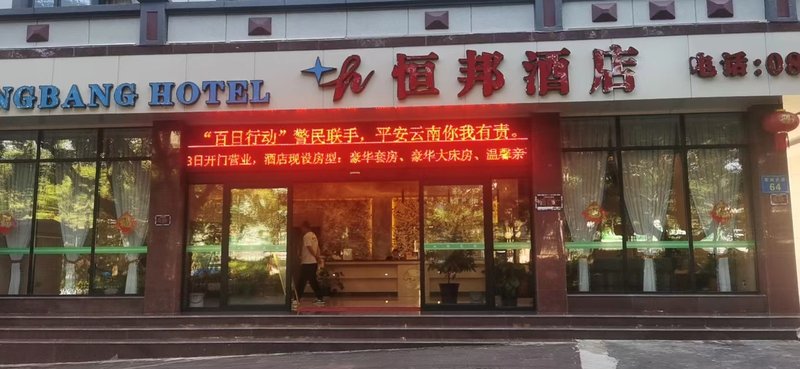 NGBANG HOTEL
h 恒邦酒店
电话:08
“百日行动”警民联手，平安云南你我有责。
8日开门营业，酒店现设房型：豪华套房、豪华大床房、温馨亲
64